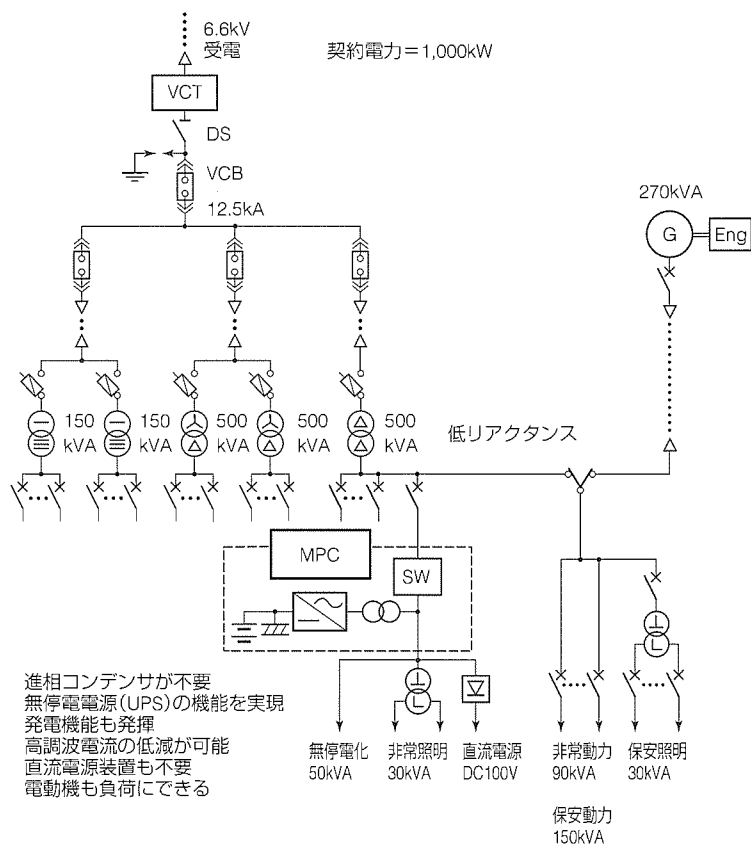 6.6kV
受電
契約電力＝1,000kW
VCT
DS
VCB
12.5kA
270kVA
G
Eng
150
kVA
150
kVA
500
kVA
500
kVA
500
kVA
低リアクタンス
MPC
SW
進相コンデンサが不要
無停電電源(UPS)の機能を実現
発電機能も発揮
高調波電流の低減が可能
直流電源装置も不要
電動機も負荷にできる
無停電化
50kVA
非常照明
30kVA
直流電源
DC100V
非常動力
90kVA
保安照明
30kVA
保安動力
150kVA